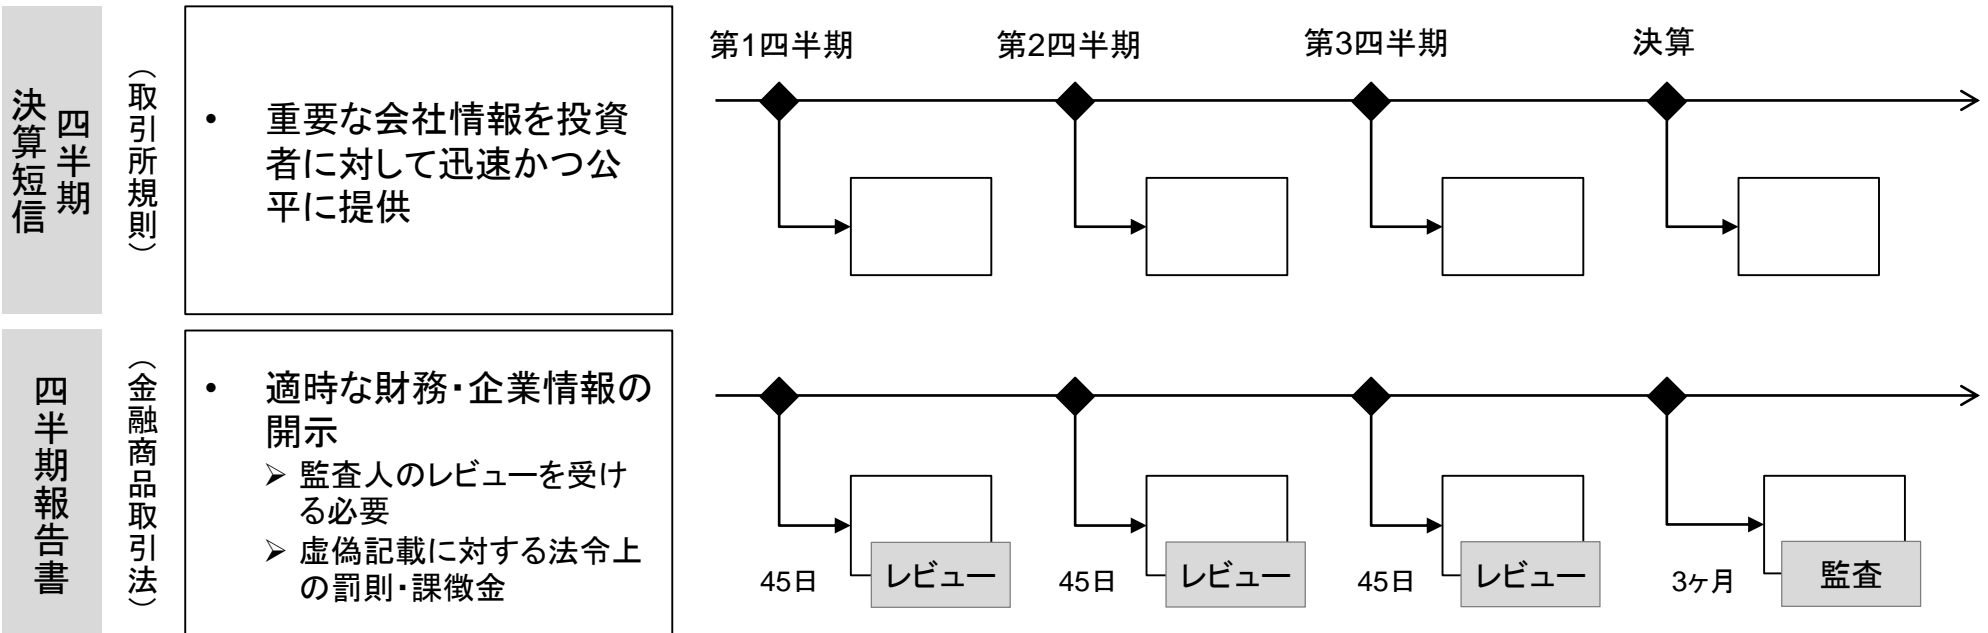 四半期
決算短信
（取引所規則）
• 重要な会社情報を投資
者に対して迅速かつ公
平に提供
第1四半期
第2四半期
第3四半期
決算
四半期報告書
（金融商品取引法）
• 適時な財務・企業情報の
開示
➢ 監査人のレビューを受け
る必要
➢ 虚偽記載に対する法令上
の罰則・課徴金
45日
レビュー
45日
レビュー
45日
レビュー
3ヶ月
監査